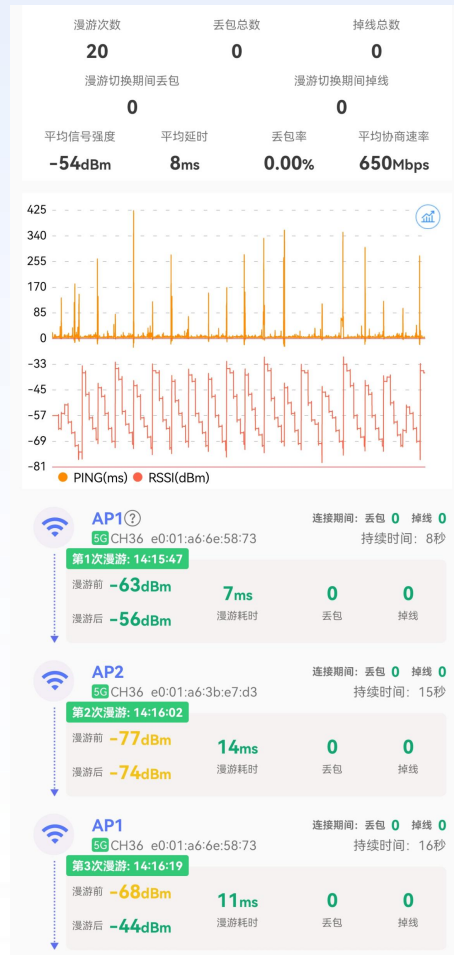 漫游次数 丢包总数 掉线总数
20 0 0
漫游切换期间丢包 漫游切换期间掉线
0 0
平均信号强度 平均延时 丢包率 平均协商速率
-54dBm 8ms 0.00% 650Mbps
425
340
255
170
85
0
-33
-45
-57
-69
-81
PING(ms) RSSI(dBm)
AP1? 连接期间: 丢包 0 掉线 0
5G CH36 e0:01:a6:6e:58:73 持续时间: 8秒
第1次漫游: 14:15:47
漫游前 -63dBm 7ms 0 0
漫游后 -56dBm 漫游耗时 丢包 掉线
AP2 连接期间: 丢包 0 掉线 0
5G CH36 e0:01:a6:3b:e7:d3 持续时间: 15秒
第2次漫游: 14:16:02
漫游前 -77dBm 14ms 0 0
漫游后 -74dBm 漫游耗时 丢包 掉线
AP1 连接期间: 丢包 0 掉线 0
5G CH36 e0:01:a6:6e:58:73 持续时间: 16秒
第3次漫游: 14:16:19
漫游前 -68dBm 11ms 0 0
漫游后 -44dBm 漫游耗时 丢包 掉线